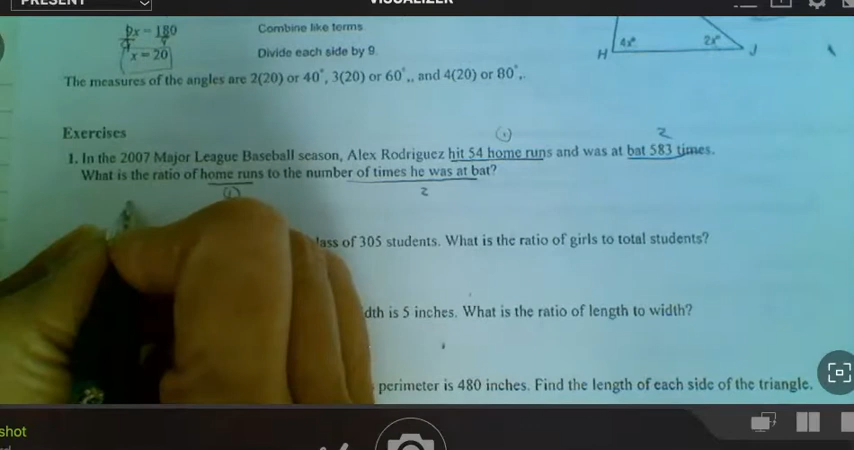 PRESENT
VISUALIZER
9x = 180
9 9
x = 20
Combine like terms
Divide each side by 9
4x° 2x°
H J
The measures of the angles are 2(20) or 40°, 3(20) or 60°,, and 4(20) or 80°,.
Exercises
1 2
1. In the 2007 Major League Baseball season, Alex Rodriguez hit 54 home runs and was at bat 583 times.
What is the ratio of home runs to the number of times he was at bat?
1 2
lass of 305 students. What is the ratio of girls to total students?
dth is 5 inches. What is the ratio of length to width?
perimeter is 480 inches. Find the length of each side of the triangle.
shot